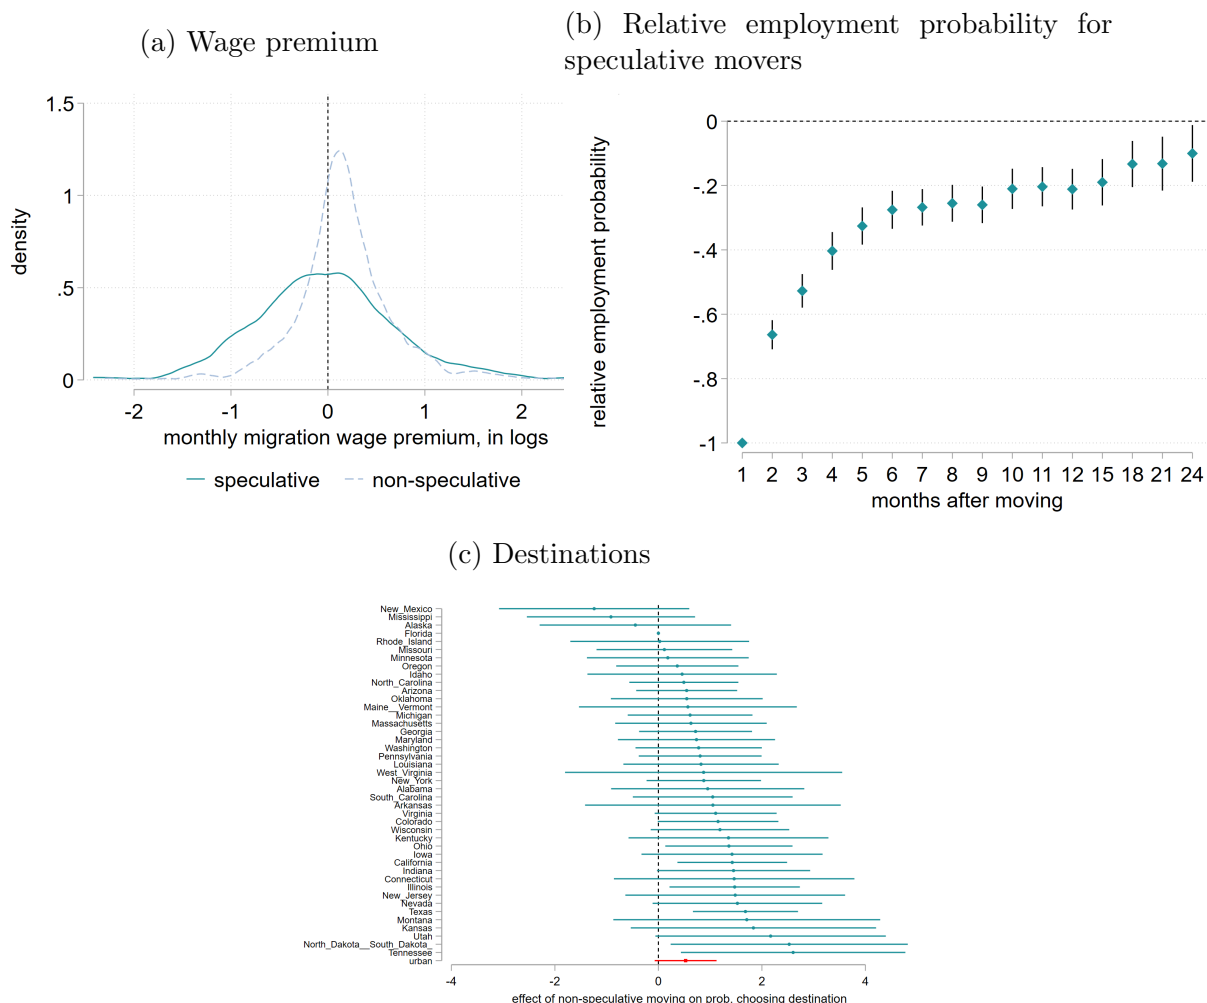 (a) Wage premium
1.5
1
.5
0
density
-2 -1 0 1 2
monthly migration wage premium, in logs
speculative non-speculative
(b) Relative employment probability for
speculative movers
0
-.2
-.4
-.6
-.8
-1
relative employment probability
1 2 3 4 5 6 7 8 9 10 11 12 15 18 21 24
months after moving
(c) Destinations
New_Mexico
Mississippi
Alaska
Florida
Rhode_Island
Missouri
Minnesota
Oregon
Idaho
North_Carolina
Arizona
Oklahoma
Maine__Vermont
Michigan
Massachusetts
Georgia
Maryland
Washington
Pennsylvania
Louisiana
West_Virginia
New_York
Alabama
South_Carolina
Arkansas
Virginia
Colorado
Wisconsin
Kentucky
Ohio
Iowa
California
Indiana
Connecticut
Illinois
New_Jersey
Nevada
Texas
Montana
Kansas
Utah
North_Dakota__South_Dakota_
Tennessee
urban
-4 -2 0 2 4
effect of non-speculative moving on prob. choosing destination